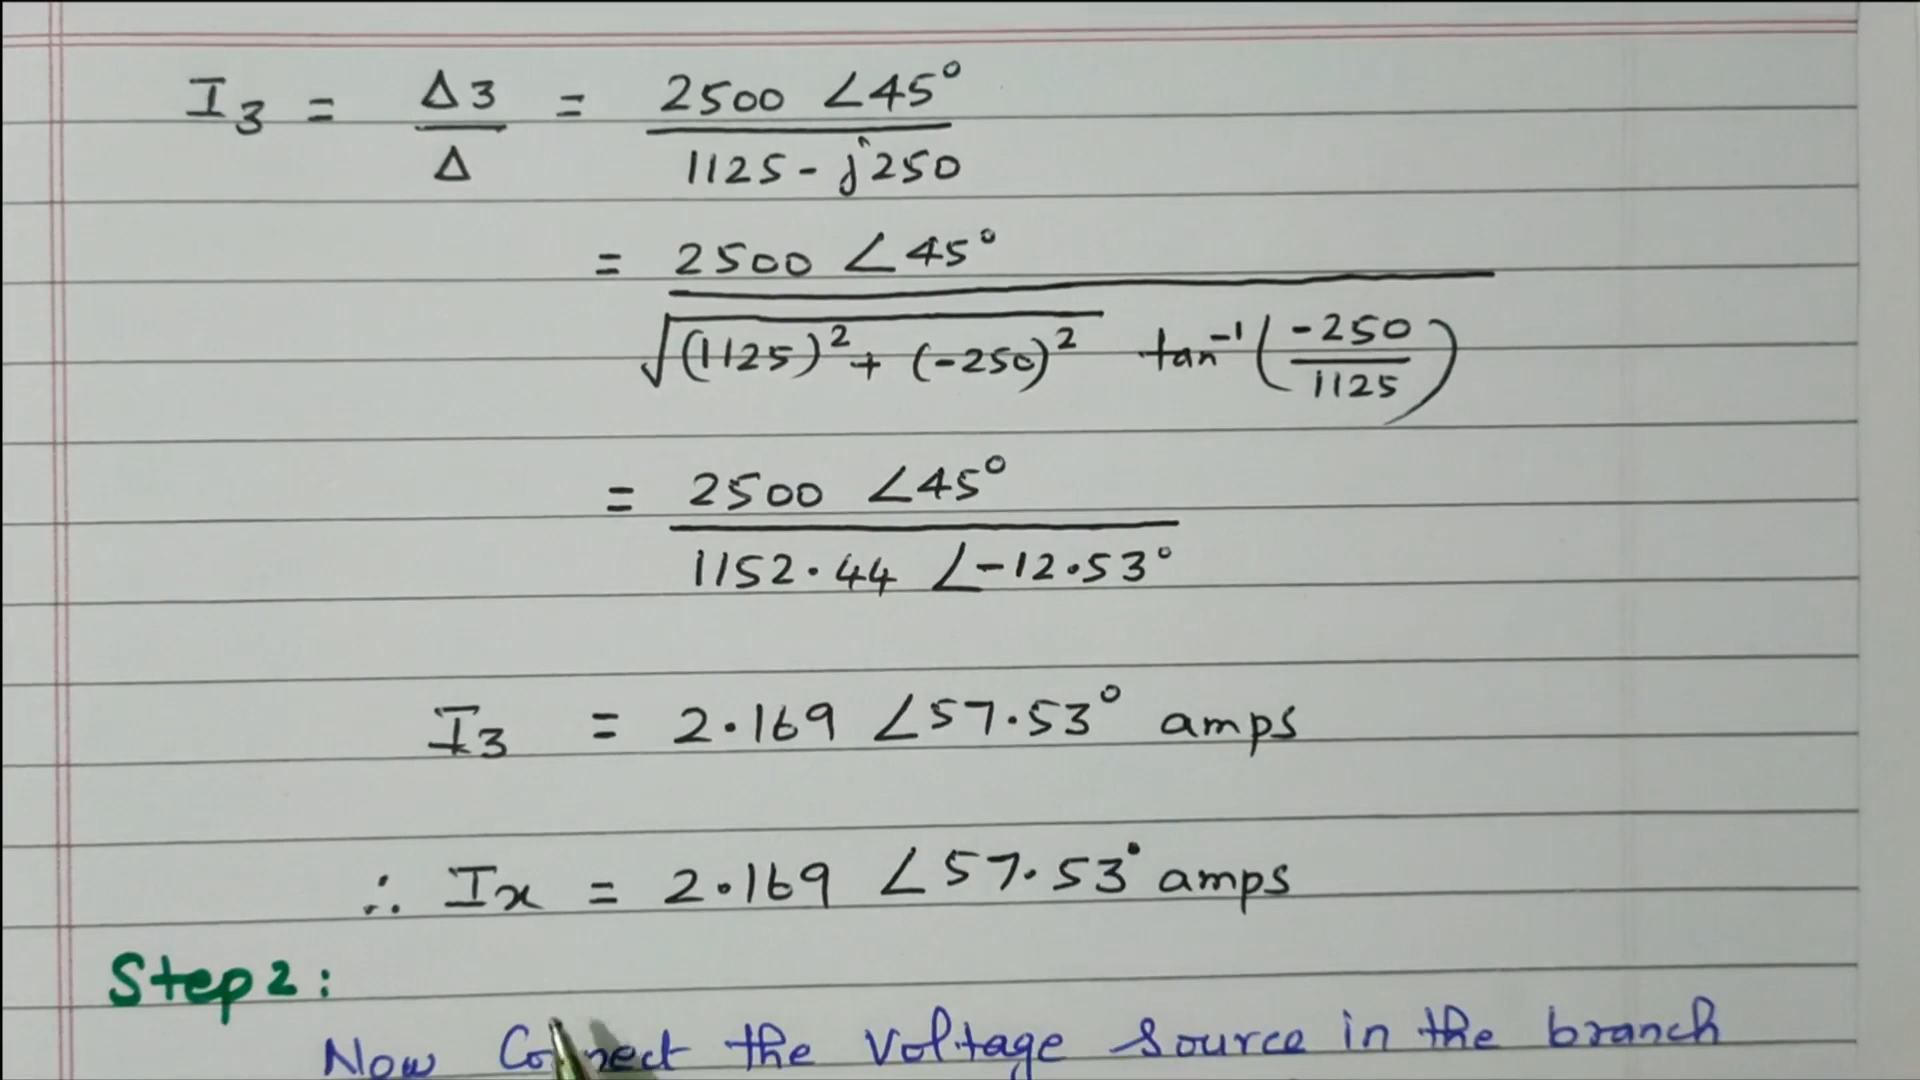 I3 = Δ3 / Δ = 2500 ∠45° / 1125 - j250
= 2500 ∠45° / √(1125)² + (-250)² tan⁻¹(-250/1125)
= 2500 ∠45° / 1152.44 ∠-12.53°
I3 = 2.169 ∠57.53° amps
∴ Ix = 2.169 ∠57.53° amps
Step 2:
Now Connect the Voltage Source in the branch